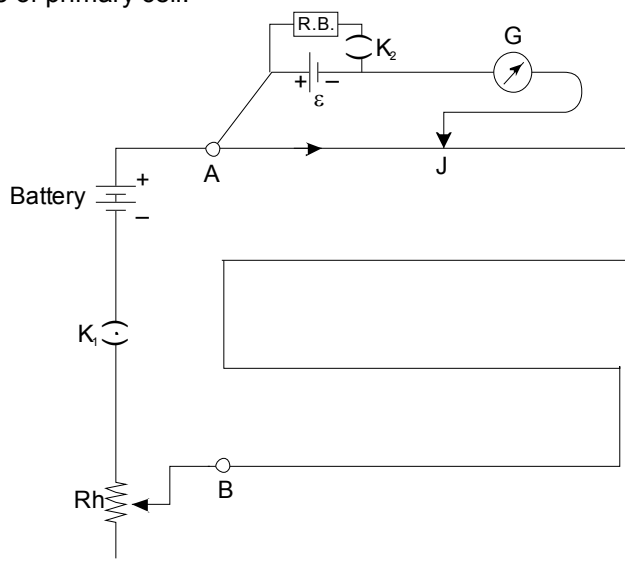 of primary cell.
R.B.
K2
G
+ −
ε
A
J
+
Battery
−
K1
B
Rh